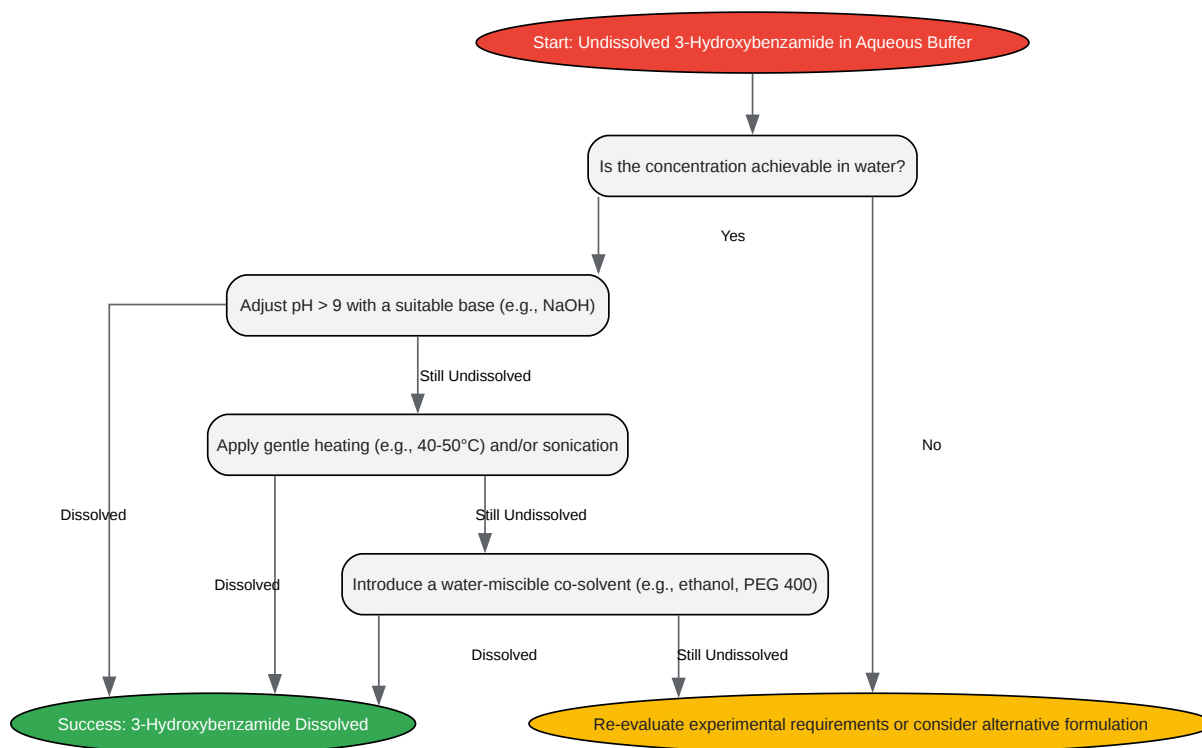 Start: Undissolved 3-Hydroxybenzamide in Aqueous Buffer
Is the concentration achievable in water?
Yes
Adjust pH > 9 with a suitable base (e.g., NaOH)
Still Undissolved
Apply gentle heating (e.g., 40-50°C) and/or sonication
No
Dissolved
Still Undissolved
Introduce a water-miscible co-solvent (e.g., ethanol, PEG 400)
Dissolved
Dissolved
Still Undissolved
Success: 3-Hydroxybenzamide Dissolved
Re-evaluate experimental requirements or consider alternative formulation